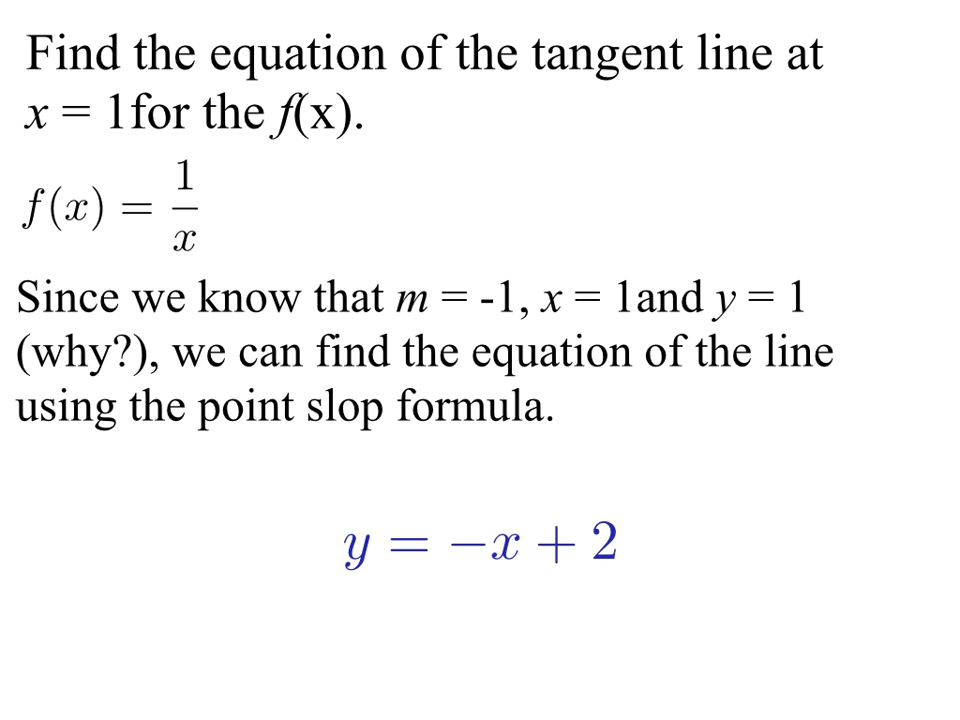 Find the equation of the tangent line at
x = 1for the f(x).
f(x) = 1/x
Since we know that m = -1, x = 1and y = 1
(why?), we can find the equation of the line
using the point slop formula.
y = −x + 2